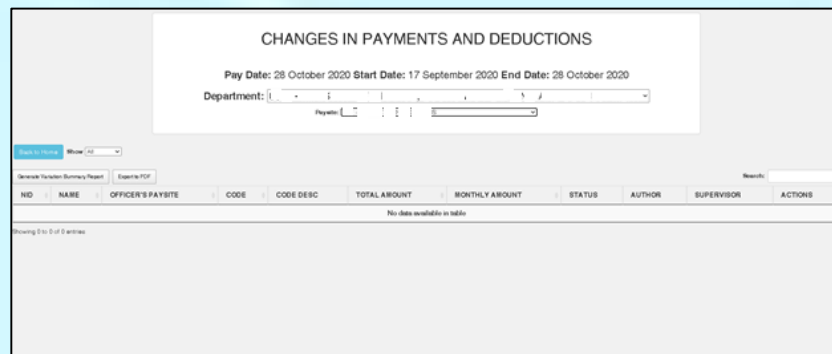 CHANGES IN PAYMENTS AND DEDUCTIONS
Pay Date: 28 October 2020 Start Date: 17 September 2020 End Date: 28 October 2020
Department:
Paysite:
Back to Home Show All
Generate Variation Summary Report Export to PDF Search:
NID NAME OFFICER'S PAYSITE CODE CODE DESC TOTAL AMOUNT MONTHLY AMOUNT STATUS AUTHOR SUPERVISOR ACTIONS
No data available in table
Showing 0 to 0 of 0 entries